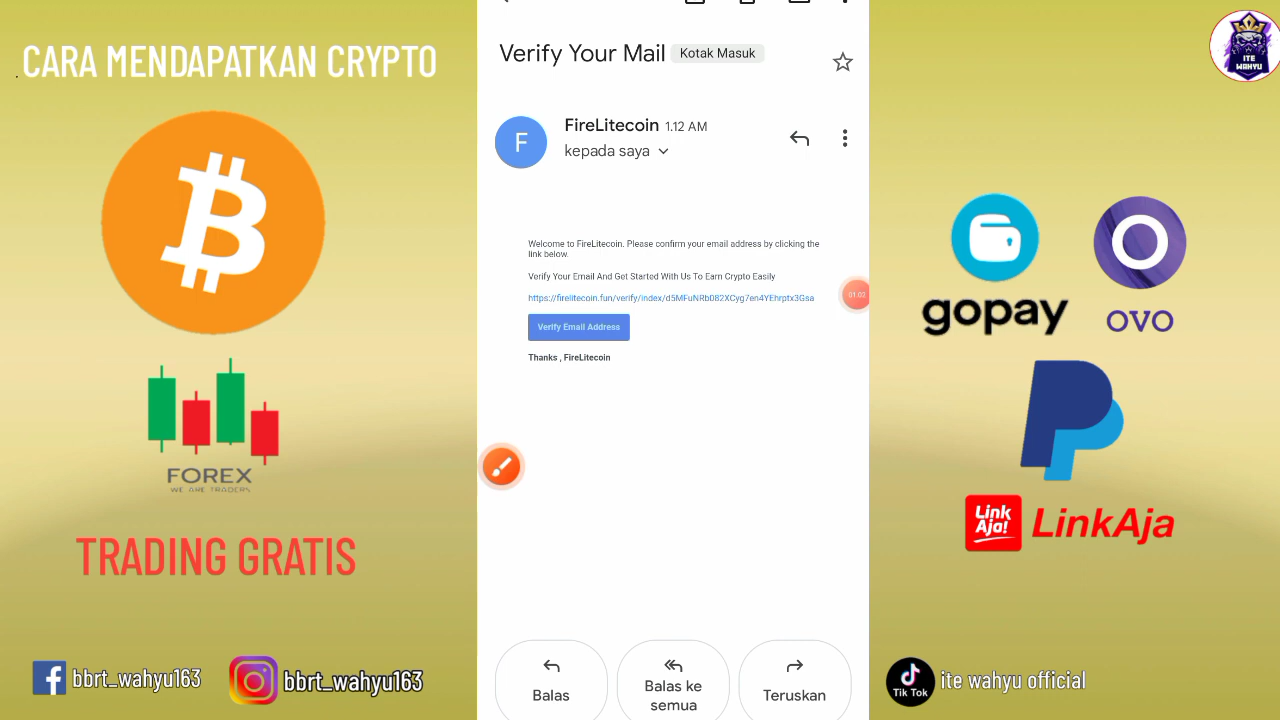 CARA MENDAPATKAN CRYPTO
FOREX
WE ARE TRADERS
TRADING GRATIS
bbrt_wahyu163
bbrt_wahyu163
Verify Your Mail Kotak Masuk
F
FireLitecoin 1.12 AM
kepada saya
Welcome to FireLitecoin. Please confirm your email address by clicking the
link below.
Verify Your Email And Get Started With Us To Earn Crypto Easily
https://firelitecoin.fun/verify/index/d5MFuNRb082XCyg7en4YEhrptx3Gsa
Verify Email Address
Thanks , FireLitecoin
01:03
Balas
Balas ke
semua
Teruskan
ITE
WAHYU
gopay
OVO
Link
Aja!
LinkAja
Tik Tok
ite wahyu official